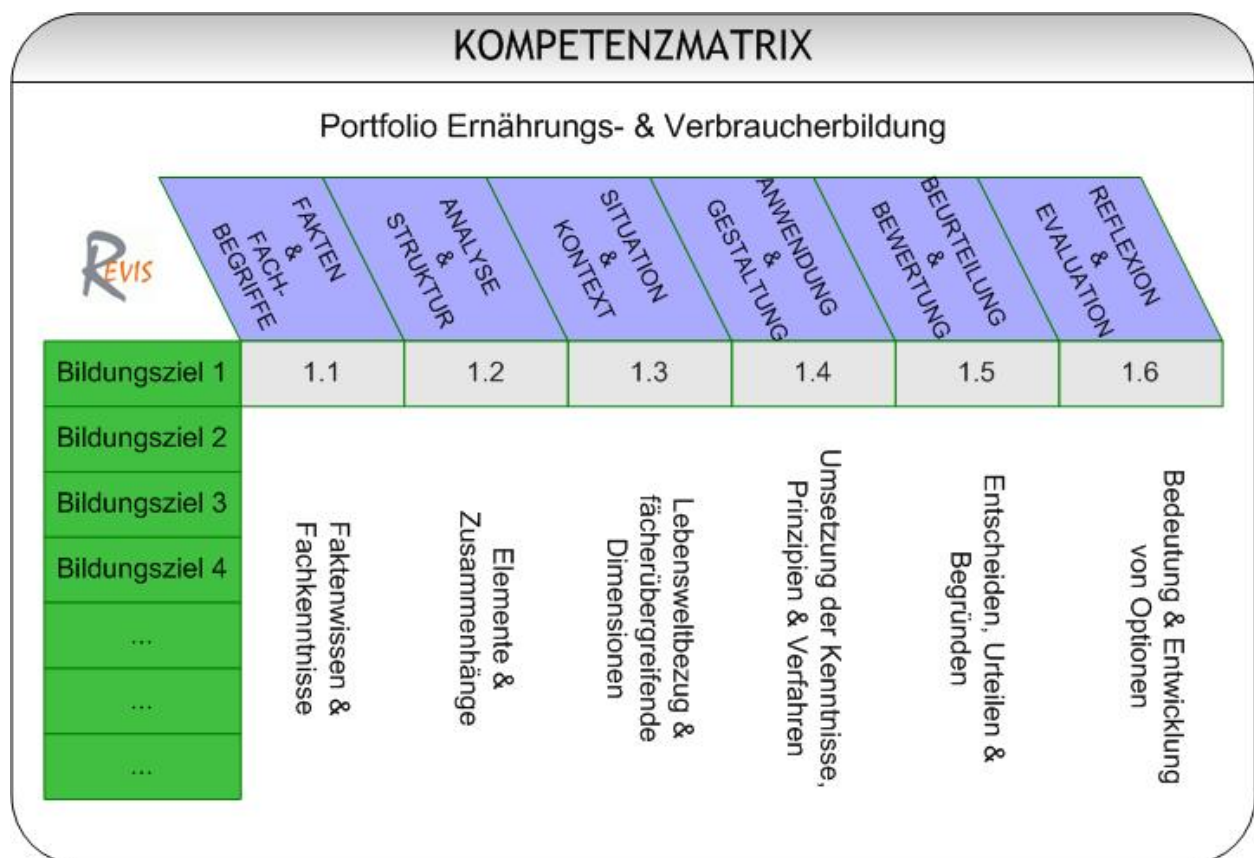 KOMPETENZMATRIX
Portfolio Ernährungs- & Verbraucherbildung
REVIS
FAKTEN
&
FACH-
BEGRIFFE
ANALYSE
&
STRUKTUR
SITUATION
&
KONTEXT
ANWENDUNG
&
GESTALTUNG
BEURTEILUNG
&
BEWERTUNG
REFLEXION
&
EVALUATION
Bildungsziel 1
1.1
1.2
1.3
1.4
1.5
1.6
Bildungsziel 2
Bildungsziel 3
Bildungsziel 4
...
...
...
Faktenwissen &
Fachkenntnisse
Elemente &
Zusammenhänge
Lebensweltbezug &
fächerübergreifende
Dimensionen
Umsetzung der Kenntnisse,
Prinzipien & Verfahren
Entscheiden, Urteilen &
Begründen
Bedeutung & Entwicklung
von Optionen